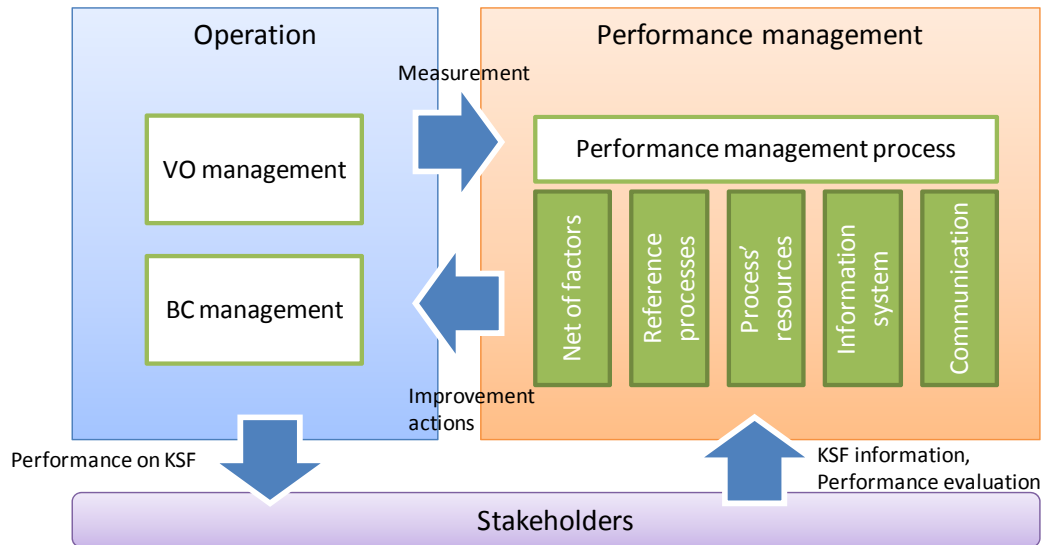 Operation
Performance management
Measurement
VO management
BC management
Performance management process
Net of factors
Reference
processes
Process’
resources
Information
system
Communication
Improvement
actions
Performance on KSF
KSF information,
Performance evaluation
Stakeholders